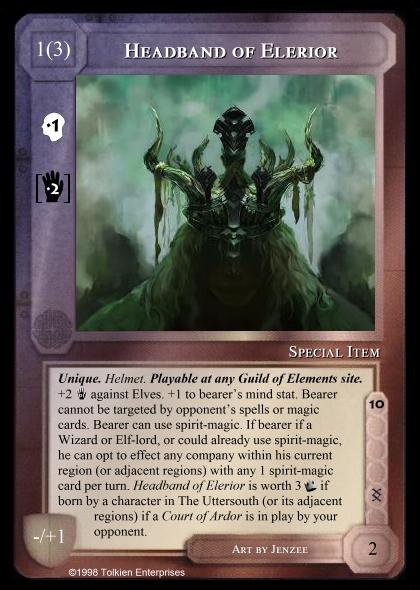 1(3)
HEADBAND OF ELERIOR
1
[2]
SPECIAL ITEM
Unique. Helmet. Playable at any Guild of Elements site.
+2 against Elves. +1 to bearer's mind stat. Bearer
cannot be targeted by opponent's spells or magic
cards. Bearer can use spirit-magic. If bearer if a
Wizard or Elf-lord, or could already use spirit-magic,
he can opt to effect any company within his current
region (or adjacent regions) with any 1 spirit-magic
card per turn. Headband of Elerior is worth 3 if
born by a character in The Uttersouth (or its adjacent
regions) if a Court of Ardor is in play by your
opponent.
10
-/+1
ART BY JENZEE
2
©1998 Tolkien Enterprises